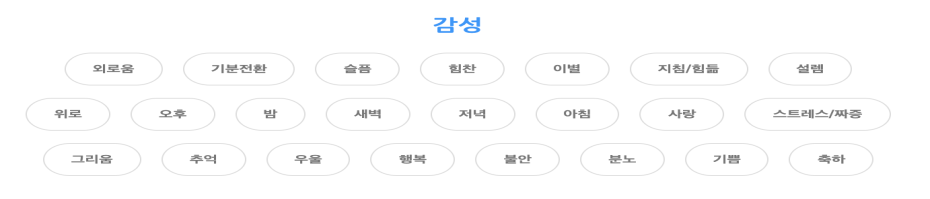 감성
외로움 기분전환 슬픔 힘찬 이별 지침/힘듦 설렘
위로 오후 밤 새벽 저녁 아침 사랑 스트레스/짜증
그리움 추억 우울 행복 불안 분노 기쁨 축하